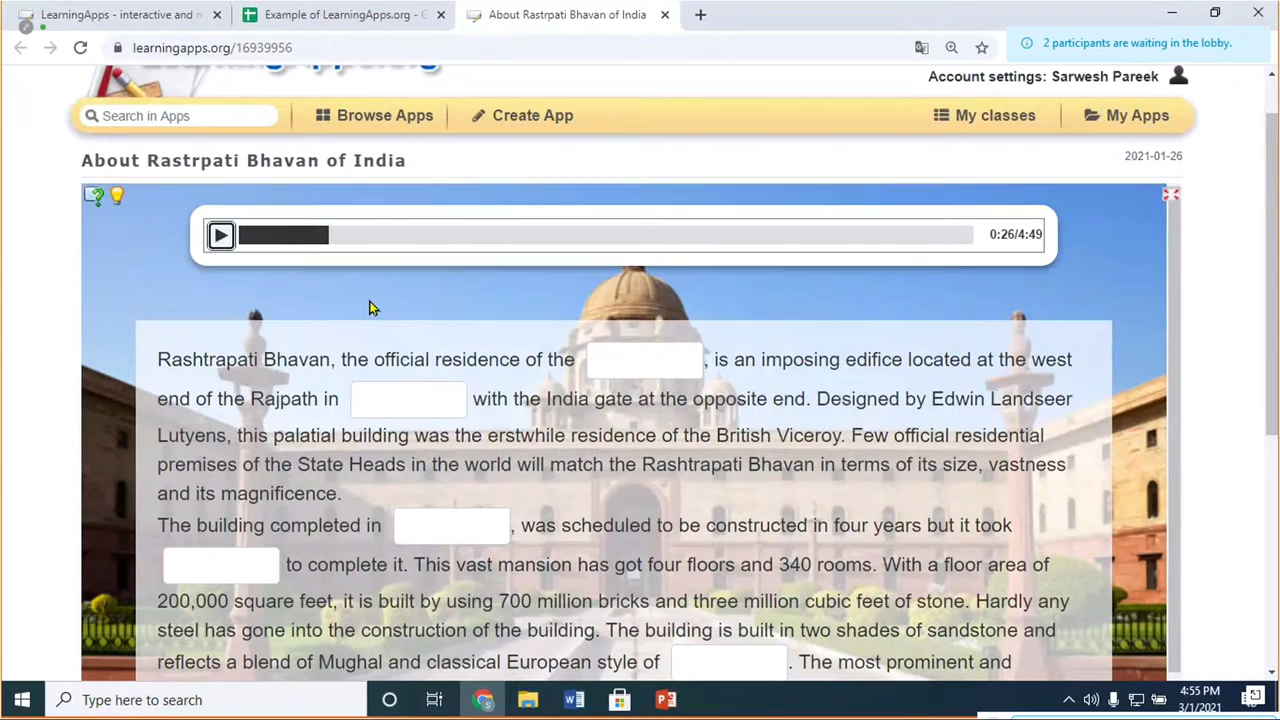 LearningApps - interactive and m
Example of LearningApps.org - G
About Rastrpati Bhavan of India
learningapps.org/16939956
2 participants are waiting in the lobby.
Account settings: Sarwesh Pareek
Search in Apps
Browse Apps
Create App
My classes
My Apps
About Rastrpati Bhavan of India
2021-01-26
0:26/4:49
Rashtrapati Bhavan, the official residence of the , is an imposing edifice located at the west
end of the Rajpath in with the India gate at the opposite end. Designed by Edwin Landseer
Lutyens, this palatial building was the erstwhile residence of the British Viceroy. Few official residential
premises of the State Heads in the world will match the Rashtrapati Bhavan in terms of its size, vastness
and its magnificence.
The building completed in , was scheduled to be constructed in four years but it took
to complete it. This vast mansion has got four floors and 340 rooms. With a floor area of
200,000 square feet, it is built by using 700 million bricks and three million cubic feet of stone. Hardly any
steel has gone into the construction of the building. The building is built in two shades of sandstone and
reflects a blend of Mughal and classical European style of . The most prominent and
Type here to search
4:55 PM
3/1/2021